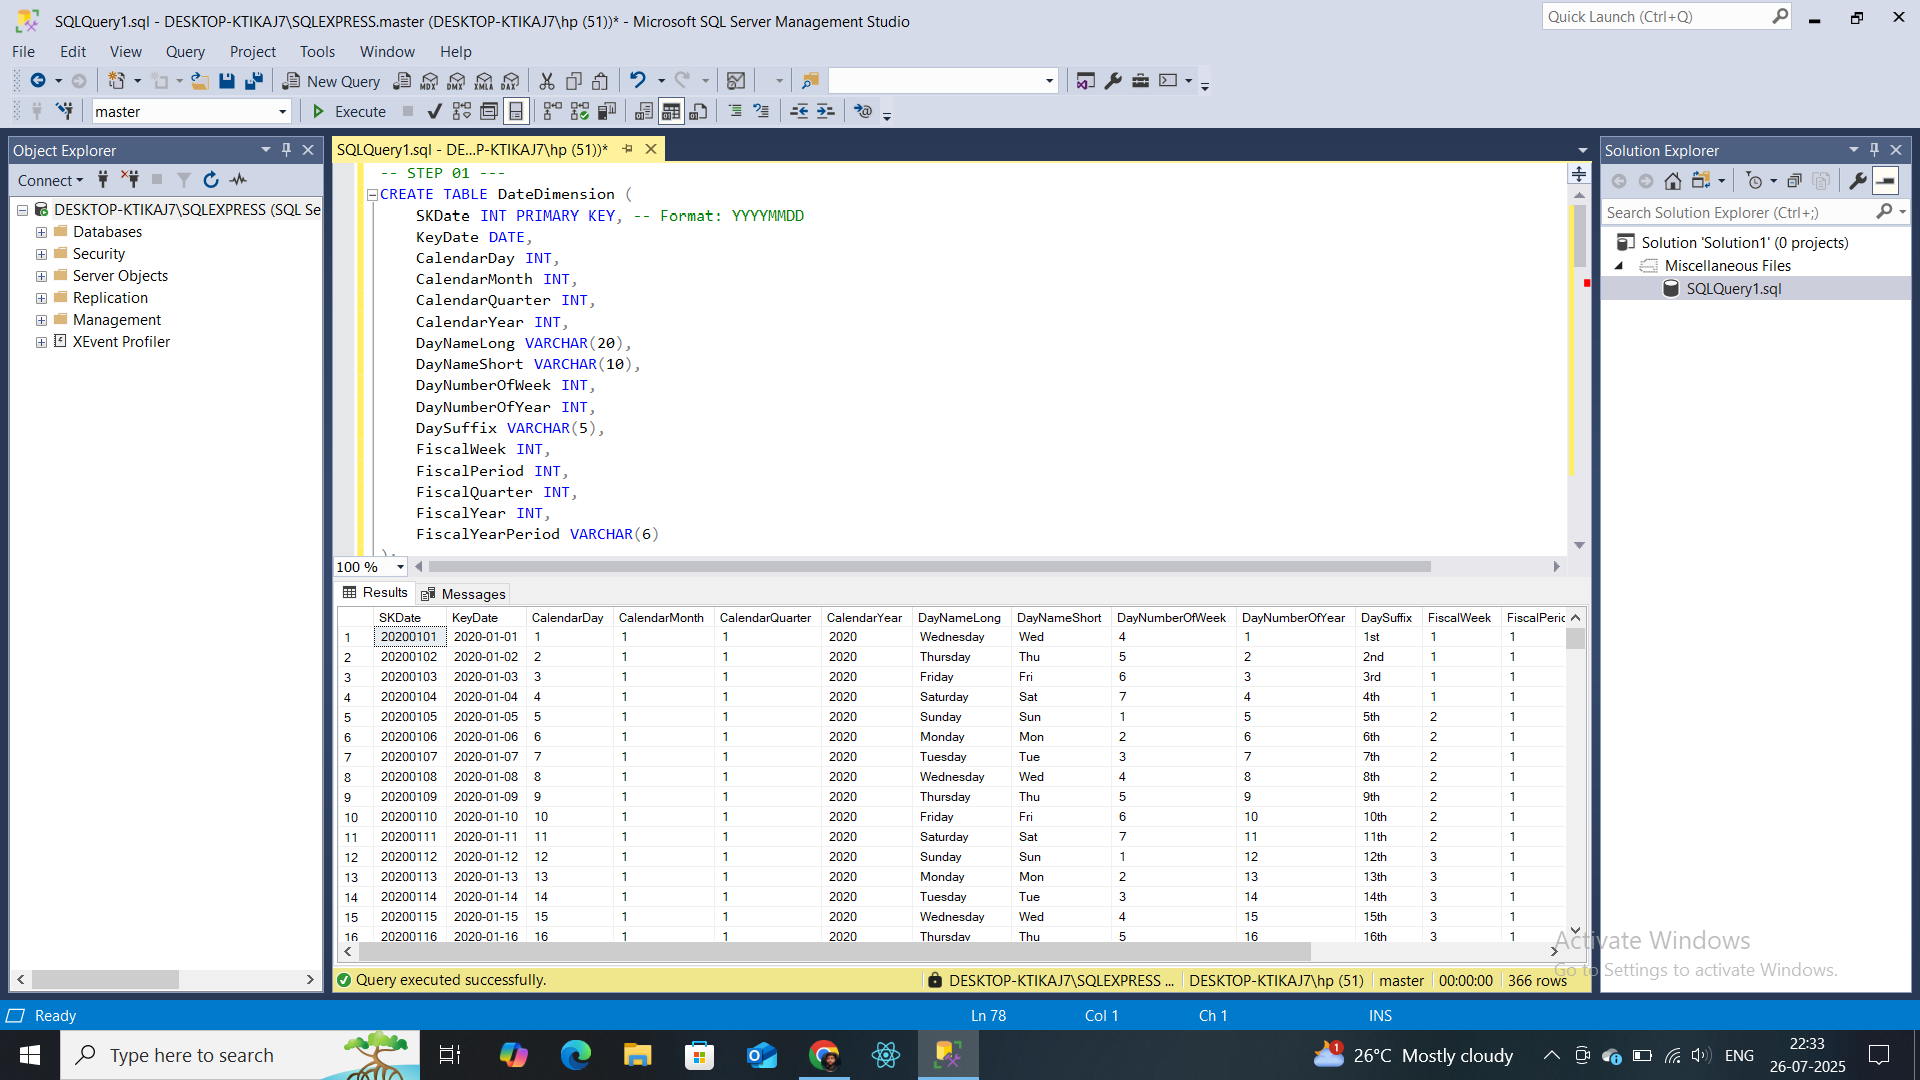 SQLQuery1.sql - DESKTOP-KTIKAJ7\SQLEXPRESS.master (DESKTOP-KTIKAJ7\hp (51))* - Microsoft SQL Server Management Studio
Quick Launch (Ctrl+Q)
File Edit View Query Project Tools Window Help
New Query MDX DMX XMLA DAX
master Execute
Object Explorer
Connect
DESKTOP-KTIKAJ7\SQLEXPRESS (SQL Se
Databases
Security
Server Objects
Replication
Management
XEvent Profiler
SQLQuery1.sql - DE...P-KTIKAJ7\hp (51))*
-- STEP 01 ---
CREATE TABLE DateDimension (
SKDate INT PRIMARY KEY, -- Format: YYYYMMDD
KeyDate DATE,
CalendarDay INT,
CalendarMonth INT,
CalendarQuarter INT,
CalendarYear INT,
DayNameLong VARCHAR(20),
DayNameShort VARCHAR(10),
DayNumberOfWeek INT,
DayNumberOfYear INT,
DaySuffix VARCHAR(5),
FiscalWeek INT,
FiscalPeriod INT,
FiscalQuarter INT,
FiscalYear INT,
FiscalYearPeriod VARCHAR(6)
);
100 %
Results Messages
SKDate KeyDate CalendarDay CalendarMonth CalendarQuarter CalendarYear DayNameLong DayNameShort DayNumberOfWeek DayNumberOfYear DaySuffix FiscalWeek FiscalPeric
1 20200101 2020-01-01 1 1 1 2020 Wednesday Wed 4 1 1st 1 1
2 20200102 2020-01-02 2 1 1 2020 Thursday Thu 5 2 2nd 1 1
3 20200103 2020-01-03 3 1 1 2020 Friday Fri 6 3 3rd 1 1
4 20200104 2020-01-04 4 1 1 2020 Saturday Sat 7 4 4th 1 1
5 20200105 2020-01-05 5 1 1 2020 Sunday Sun 1 5 5th 2 1
6 20200106 2020-01-06 6 1 1 2020 Monday Mon 2 6 6th 2 1
7 20200107 2020-01-07 7 1 1 2020 Tuesday Tue 3 7 7th 2 1
8 20200108 2020-01-08 8 1 1 2020 Wednesday Wed 4 8 8th 2 1
9 20200109 2020-01-09 9 1 1 2020 Thursday Thu 5 9 9th 2 1
10 20200110 2020-01-10 10 1 1 2020 Friday Fri 6 10 10th 2 1
11 20200111 2020-01-11 11 1 1 2020 Saturday Sat 7 11 11th 2 1
12 20200112 2020-01-12 12 1 1 2020 Sunday Sun 1 12 12th 3 1
13 20200113 2020-01-13 13 1 1 2020 Monday Mon 2 13 13th 3 1
14 20200114 2020-01-14 14 1 1 2020 Tuesday Tue 3 14 14th 3 1
15 20200115 2020-01-15 15 1 1 2020 Wednesday Wed 4 15 15th 3 1
16 20200116 2020-01-16 16 1 1 2020 Thursday Thu 5 16 16th 3 1
Query executed successfully. DESKTOP-KTIKAJ7\SQLEXPRESS ... DESKTOP-KTIKAJ7\hp (51) master 00:00:00 366 rows
Solution Explorer
Search Solution Explorer (Ctrl+;)
Solution 'Solution1' (0 projects)
Miscellaneous Files
SQLQuery1.sql
Activate Windows
Go to Settings to activate Windows.
Ready Ln 78 Col 1 Ch 1 INS
Type here to search
1 26°C Mostly cloudy ENG 22:33
26-07-2025